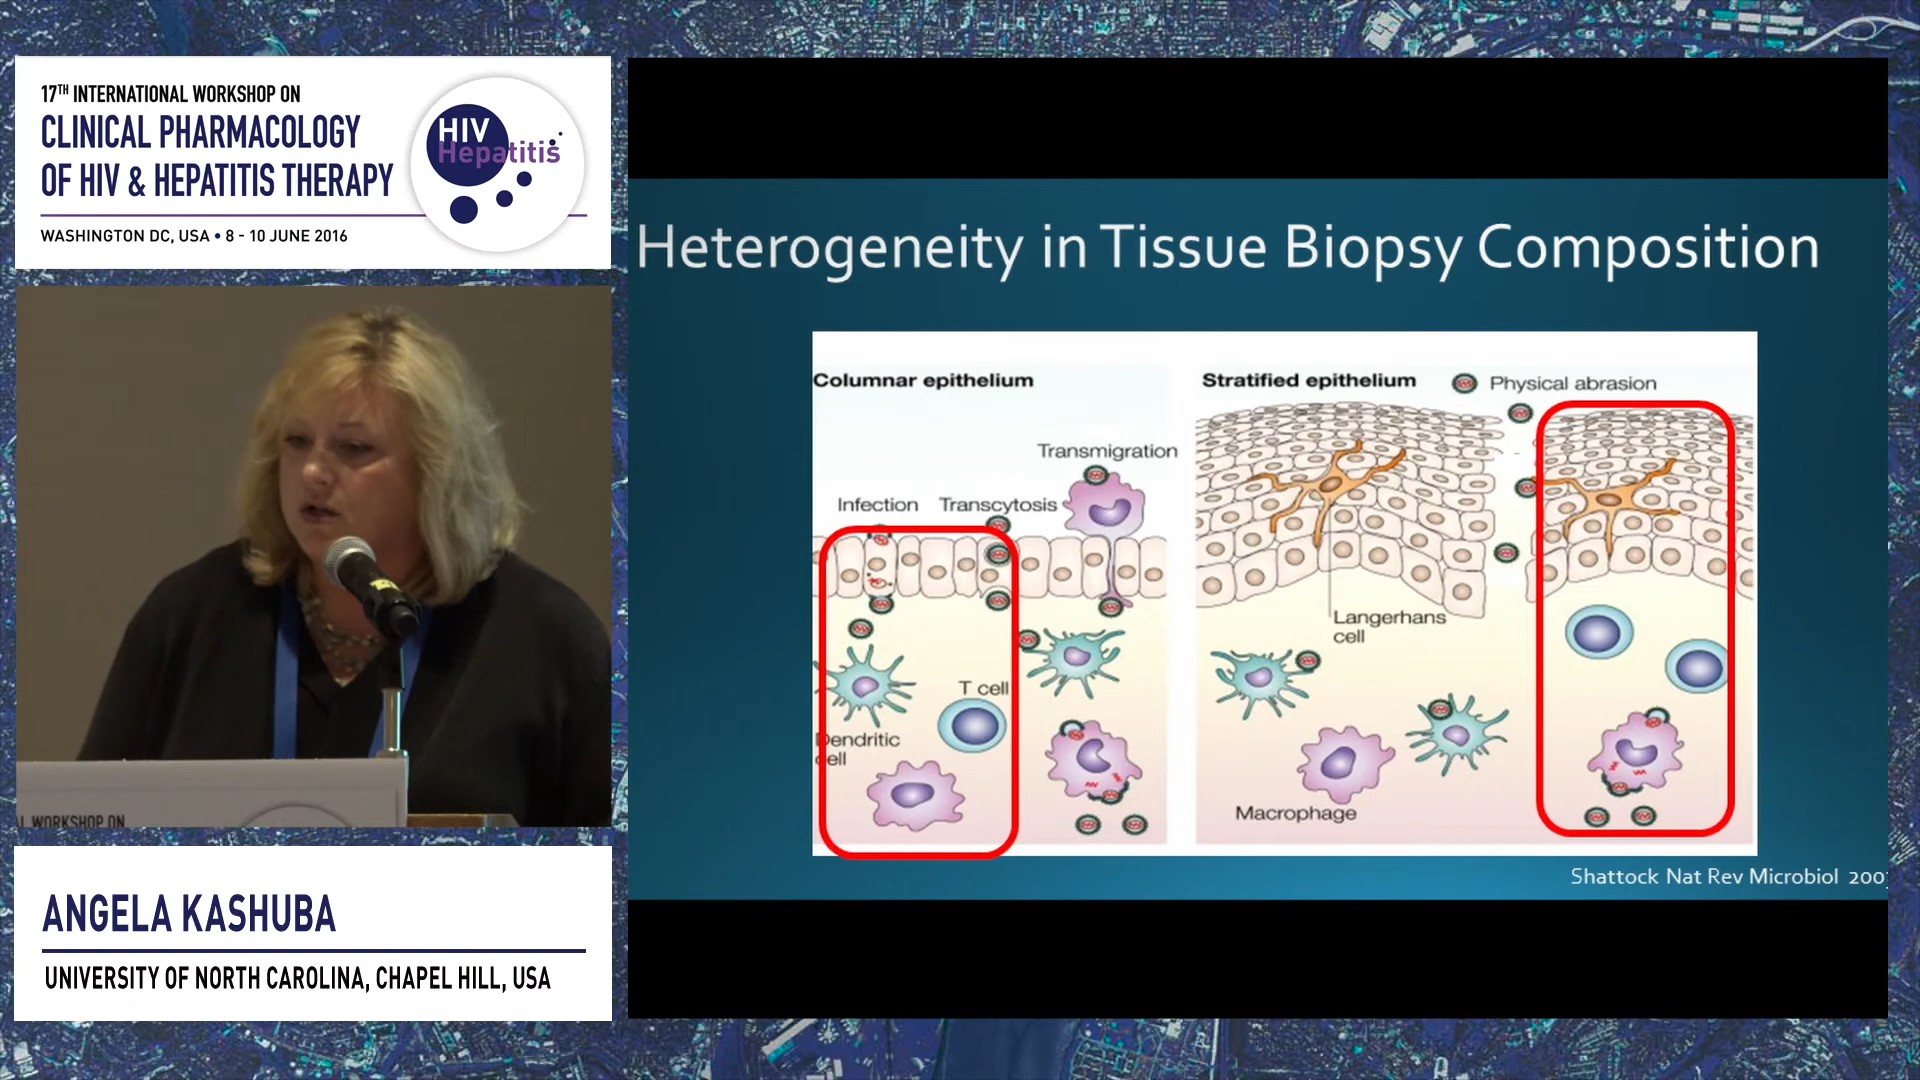 17TH INTERNATIONAL WORKSHOP ON
CLINICAL PHARMACOLOGY
OF HIV & HEPATITIS THERAPY
WASHINGTON DC, USA • 8 - 10 JUNE 2016
HIV
Hepatitis
WORKSHOP ON
ANGELA KASHUBA
UNIVERSITY OF NORTH CAROLINA, CHAPEL HILL, USA
Heterogeneity in Tissue Biopsy Composition
Columnar epithelium
Transmigration
Infection
Transcytosis
T cell
Dendritic
cell
Stratified epithelium
Physical abrasion
Langerhans
cell
Macrophage
Shattock Nat Rev Microbiol